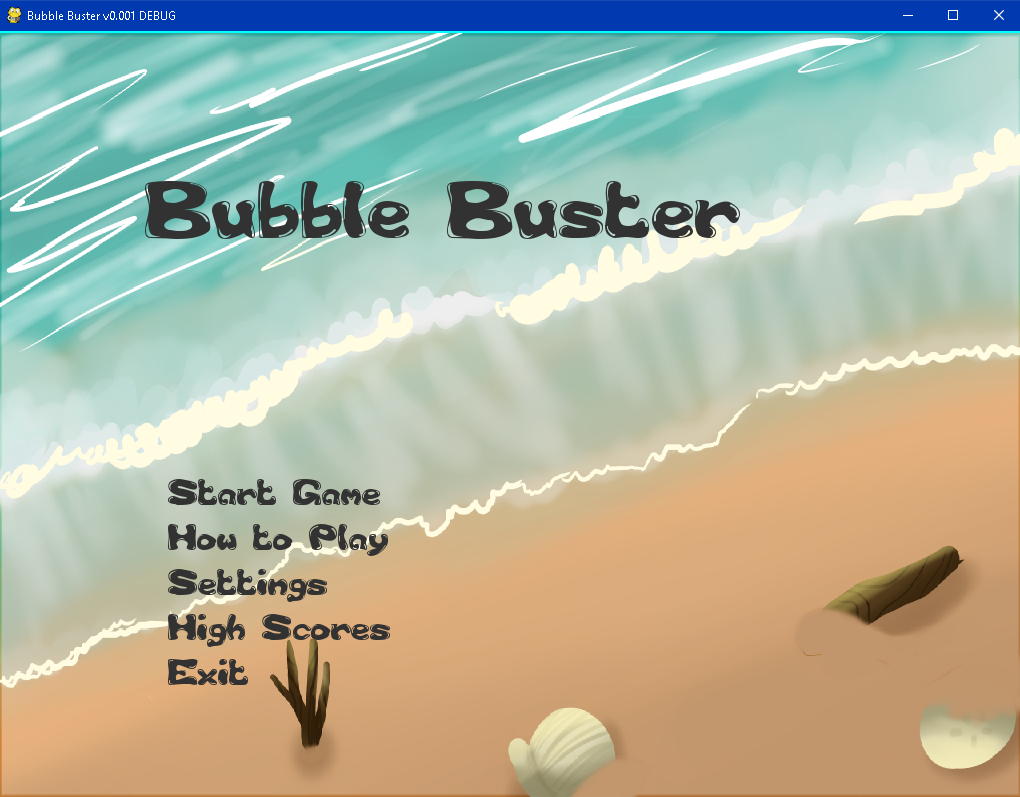 Bubble Buster v0.001 DEBUG
Bubble Buster
Start Game
How to Play
Settings
High Scores
Exit